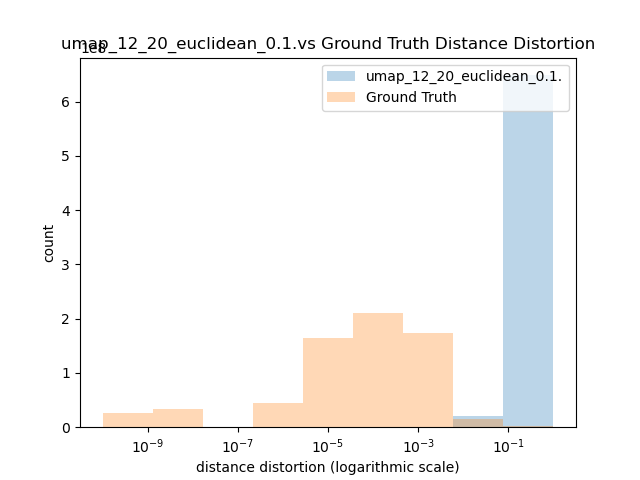 umap_12_20_euclidean_0.1.vs Ground Truth Distance Distortion
1e8
umap_12_20_euclidean_0.1.
Ground Truth
6
5
4
3
2
1
0
count
10⁻⁹ 10⁻⁷ 10⁻⁵ 10⁻³ 10⁻¹
distance distortion (logarithmic scale)